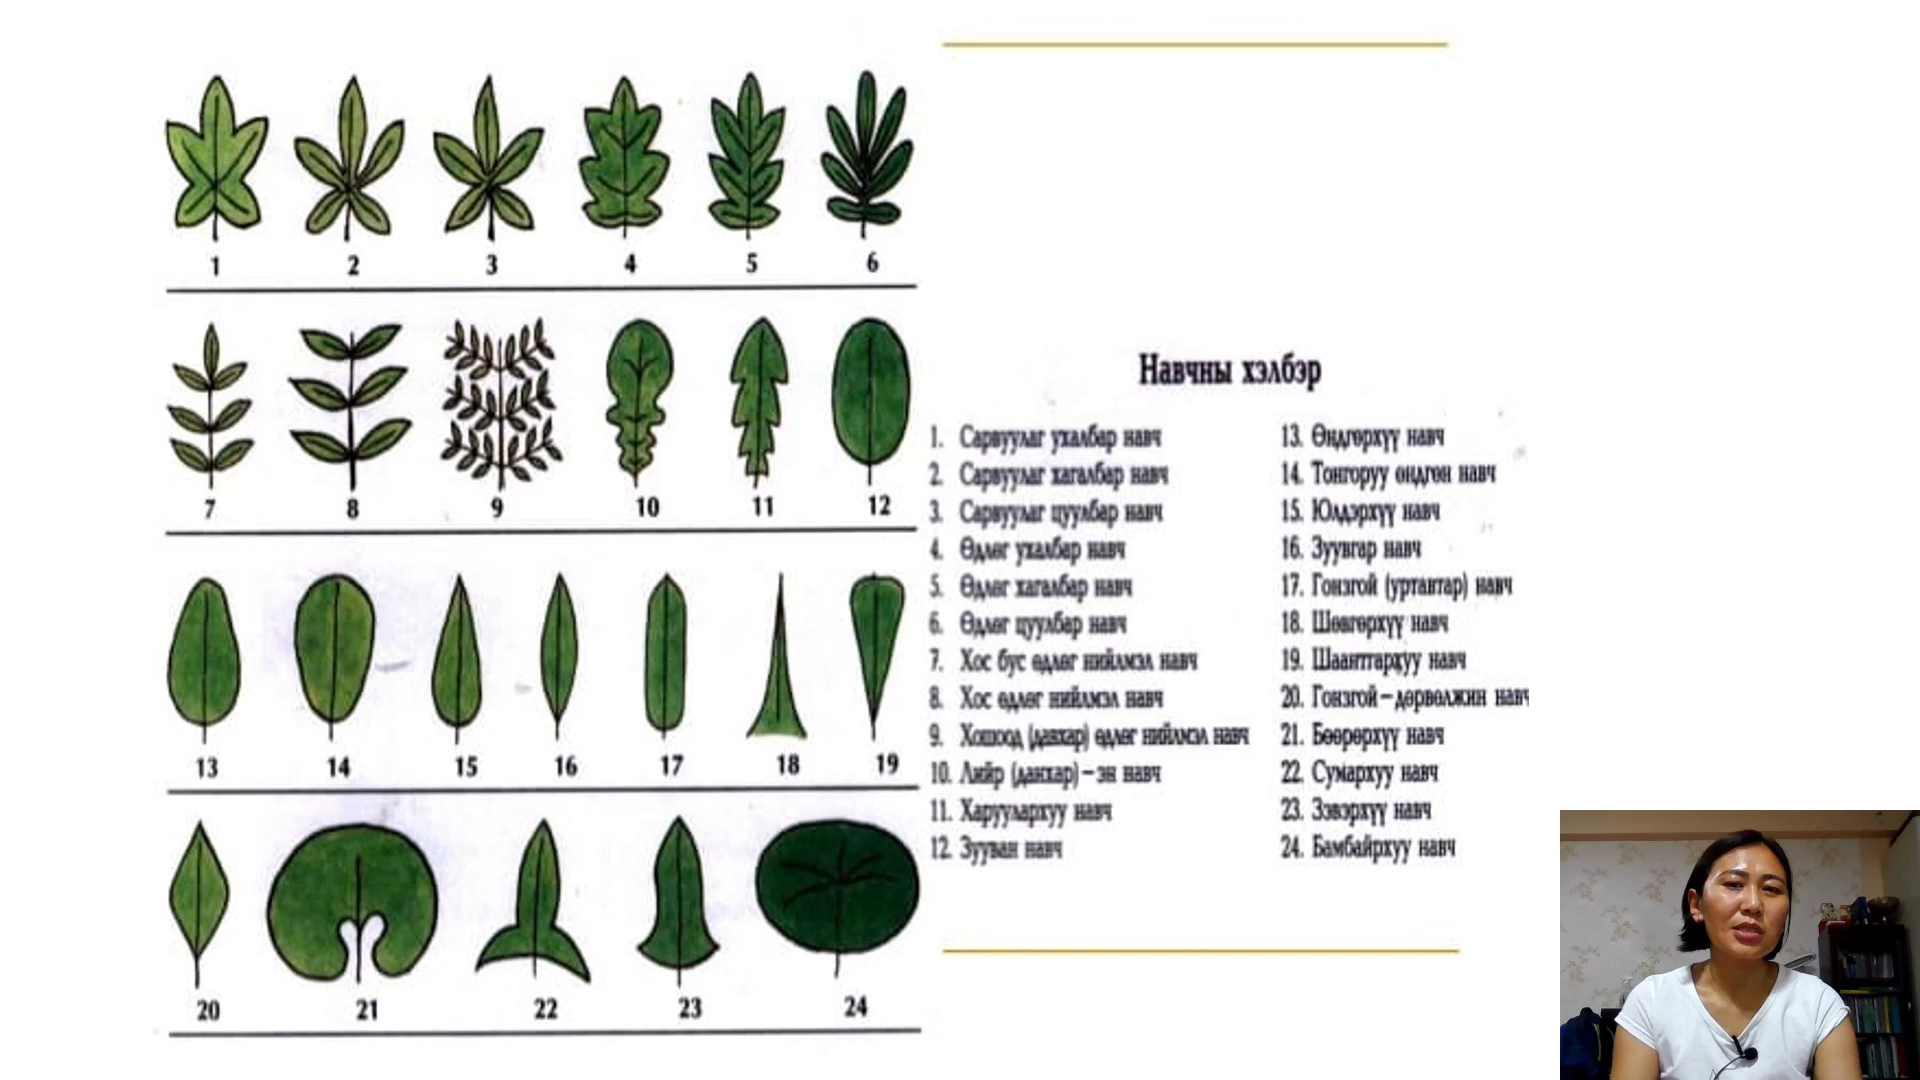 1 2 3 4 5 6
7 8 9 10 11 12
13 14 15 16 17 18 19
20 21 22 23 24
Навчны хэлбэр
1. Сарвуулаг ухалбар навч
2. Сарвуулаг хагалбар навч
3. Сарвуулаг цуулбар навч
4. Өдлөг ухалбар навч
5. Өдлөг хагалбар навч
6. Өдлөг цуулбар навч
7. Хос бус өдлөг нийлмэл навч
8. Хос өдлөг нийлмэл навч
9. Хошоод (давхар) өдлөг нийлмэл навч
10. Лийр (данхар)–эн навч
11. Харуулархуу навч
12. Зууван навч
13. Өндгөрхүү навч
14. Тонгоруу өндгөн навч
15. Юлдэрхүү навч
16. Зуувгар навч
17. Гонзгой (уртавтар) навч
18. Шөвгөрхүү навч
19. Шаантгархуу навч
20. Гонзгой–дөрвөлжин навч
21. Бөөрөрхүү навч
22. Сумархуу навч
23. Зэвэрхүү навч
24. Бамбайрхуу навч